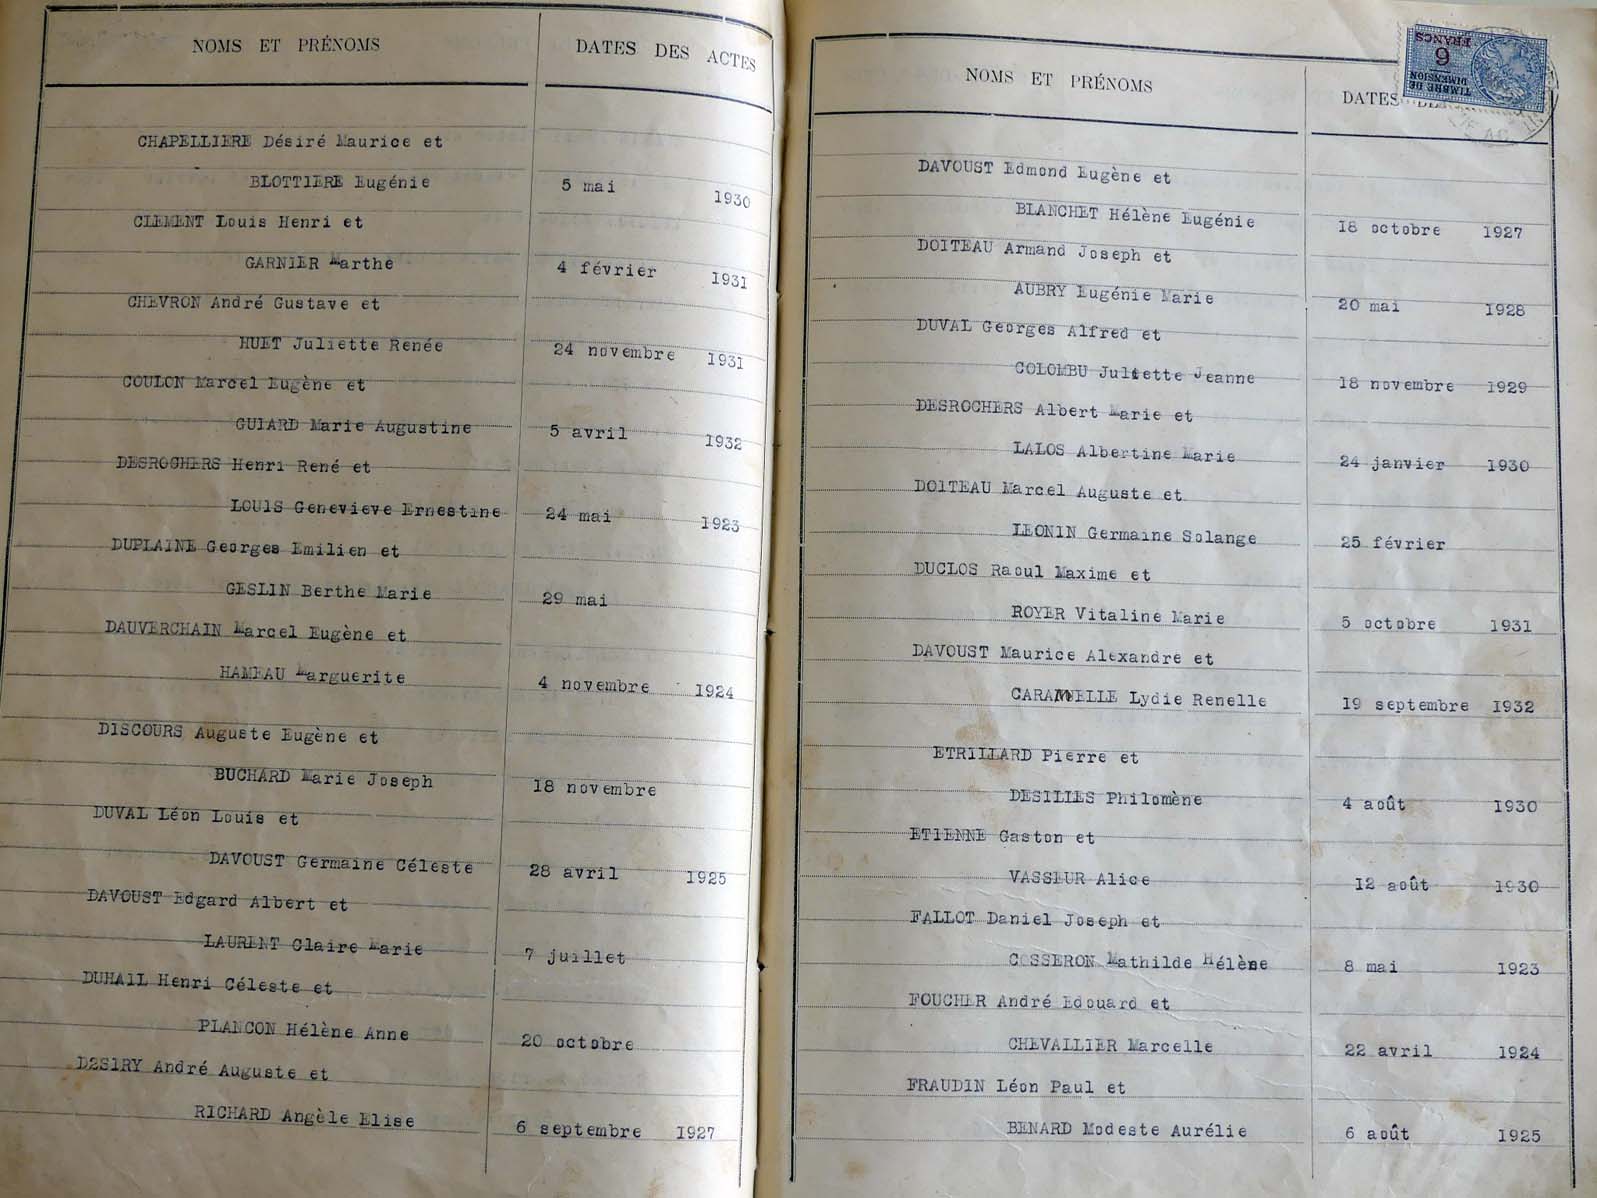 NOMS ET PRÉNOMS DATES DES ACTES
CHAPELLIERE Désiré Maurice et
BLOTTIERE Eugénie 5 mai 1930
CLEMENT Louis Henri et
GARNIER Marthe 4 février 1931
CHEVRON André Gustave et
HUET Juliette Renée 24 novembre 1931
COULON Marcel Eugène et
GUIARD Marie Augustine 5 avril 1932
DESROCHERS Henri René et
LOUIS Genevieve Ernestine 24 mai 1923
DUPLAINE Georges Emilien et
GESLIN Berthe Marie 29 mai
DAUVERCHAIN Marcel Eugène et
HAMEAU Marguerite 4 novembre 1924
DISCOURS Auguste Eugène et
BUCHARD Marie Joseph 18 novembre
DUVAL Léon Louis et
DAVOUST Germaine Céleste 28 avril 1925
DAVOUST Edgard Albert et
LAURENT Claire Marie 7 juillet
DUHAIL Henri Céleste et
PLANCON Hélène Anne 20 octobre
D2SIRY André Auguste et
RICHARD Angèle Elise 6 septembre 1927
NOMS ET PRÉNOMS DATES
TIMBRE DE
DIMENSION
6
FRANCS
DAVOUST Edmond Eugène et
BLANCHET Hélène Eugénie 18 octobre 1927
DOITEAU Armand Joseph et
AUBRY Eugénie Marie 20 mai 1928
DUVAL Georges Alfred et
COLOMBU Juliette Jeanne 18 novembre 1929
DESROCHERS Albert Marie et
LALOS Albertine Marie 24 janvier 1930
DOITEAU Marcel Auguste et
LEONIN Germaine Solange 25 février
DUCLOS Raoul Maxime et
ROYER Vitaline Marie 5 octobre 1931
DAVOUST Maurice Alexandre et
CARAMELLE Lydie Renelle 19 septembre 1932
ETRILLARD Pierre et
DESILLES Philomène 4 août 1930
ETIENNE Gaston et
VASSEUR Alice 12 août 1930
FALLOT Daniel Joseph et
COSSERON Mathilde Hélène 8 mai 1923
FOUCHER André Edouard et
CHEVALLIER Marcelle 22 avril 1924
FRAUDIN Léon Paul et
BENARD Modeste Aurélie 6 août 1925